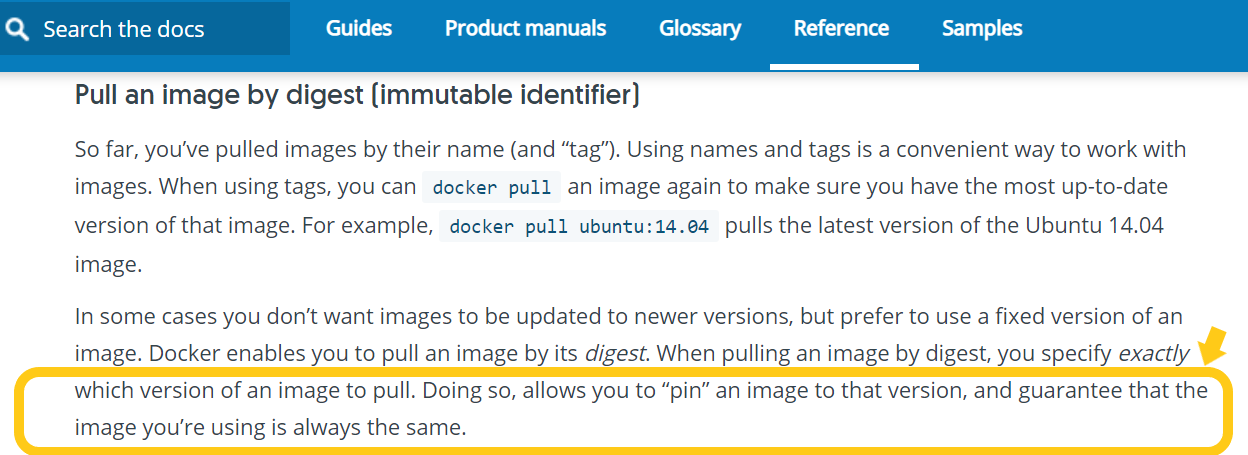 Search the docs Guides Product manuals Glossary Reference Samples
Pull an image by digest (immutable identifier)
So far, you’ve pulled images by their name (and “tag”). Using names and tags is a convenient way to work with
images. When using tags, you can docker pull an image again to make sure you have the most up-to-date
version of that image. For example, docker pull ubuntu:14.04 pulls the latest version of the Ubuntu 14.04
image.
In some cases you don’t want images to be updated to newer versions, but prefer to use a fixed version of an
image. Docker enables you to pull an image by its digest. When pulling an image by digest, you specify exactly
which version of an image to pull. Doing so, allows you to “pin” an image to that version, and guarantee that the
image you’re using is always the same.